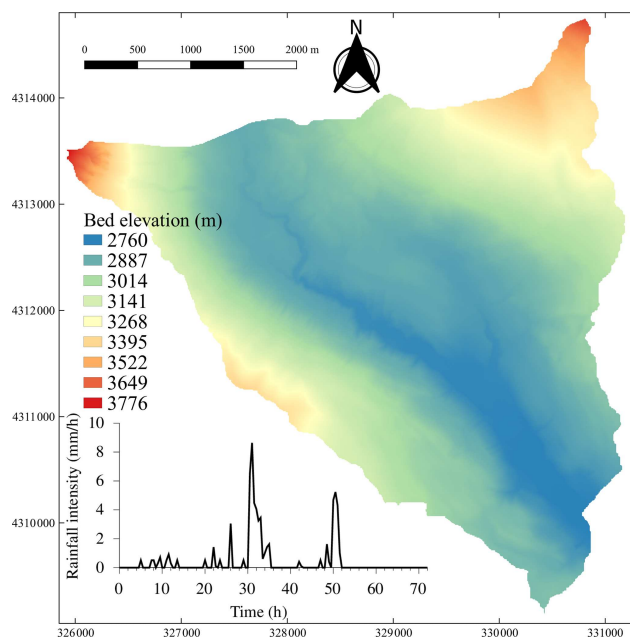 N
0 500 1000 1500 2000 m
4314000
4313000
4312000
4311000
4310000
Bed elevation (m)
2760
2887
3014
3141
3268
3395
3522
3649
3776
Rainfall intensity (mm/h)
10
8
6
4
2
0
0 10 20 30 40 50 60 70
Time (h)
326000 327000 328000 329000 330000 331000